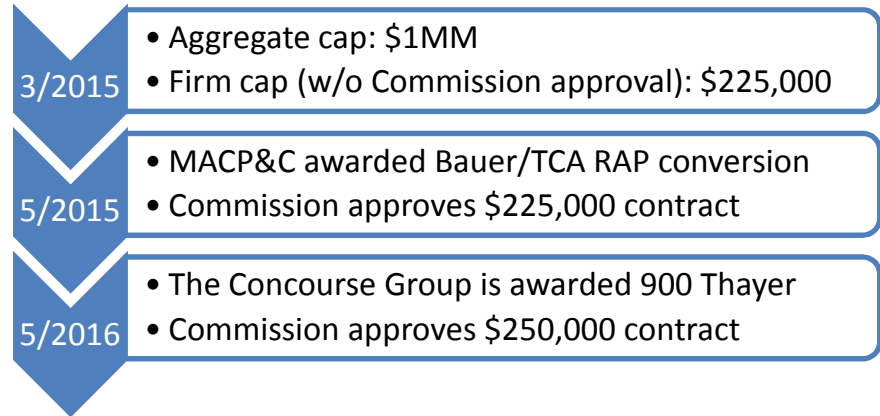 3/2015
• Aggregate cap: $1MM
• Firm cap (w/o Commission approval): $225,000
5/2015
• MACP&C awarded Bauer/TCA RAP conversion
• Commission approves $225,000 contract
5/2016
• The Concourse Group is awarded 900 Thayer
• Commission approves $250,000 contract